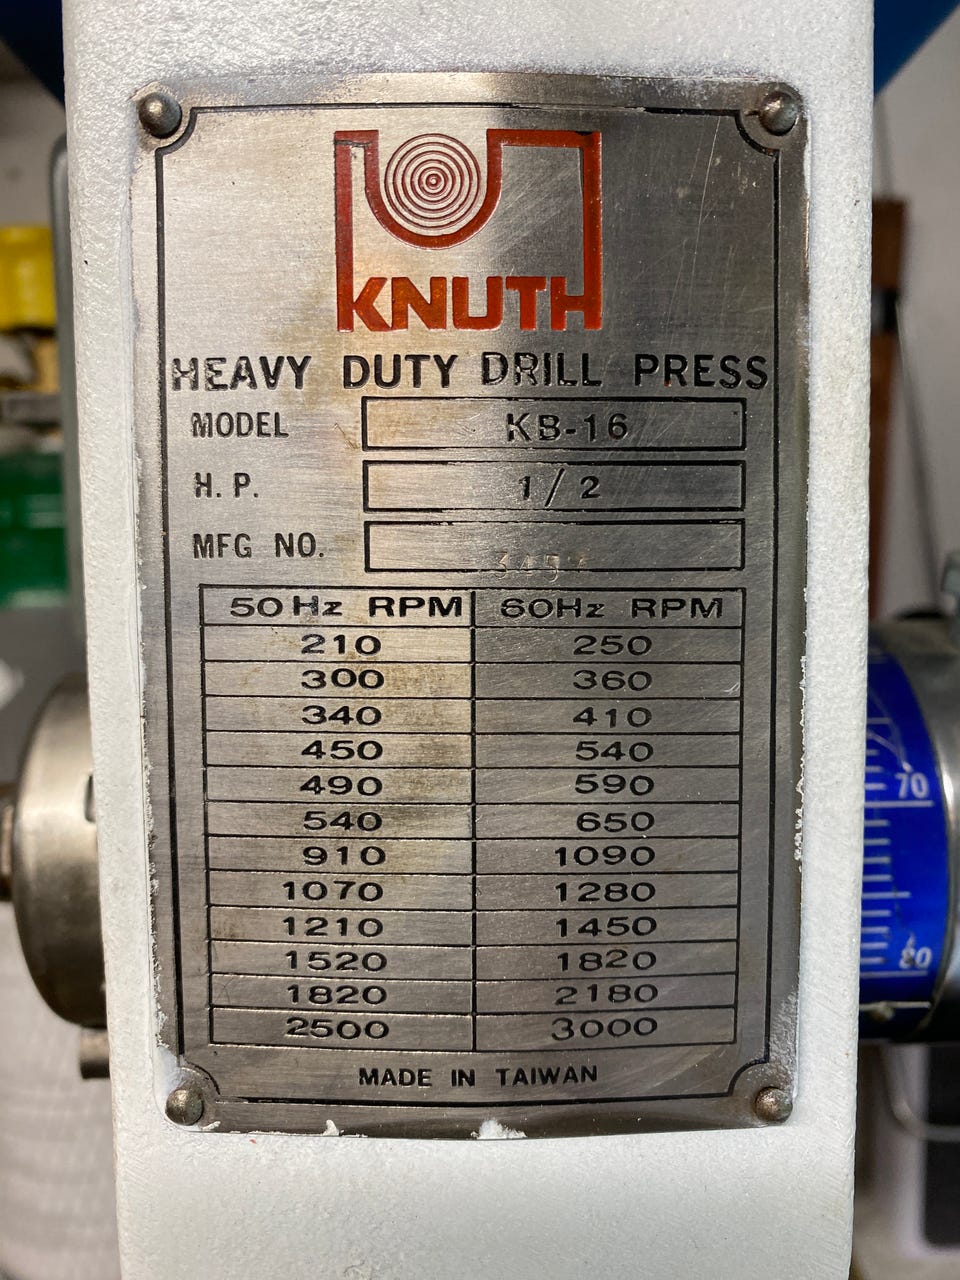 KNUTH
HEAVY DUTY DRILL PRESS
MODEL KB-16
H. P. 1/2
MFG NO.
50Hz RPM 60Hz RPM
210 250
300 360
340 410
450 540
490 590
540 650
910 1090
1070 1280
1210 1450
1520 1820
1820 2180
2500 3000
MADE IN TAIWAN
70
80